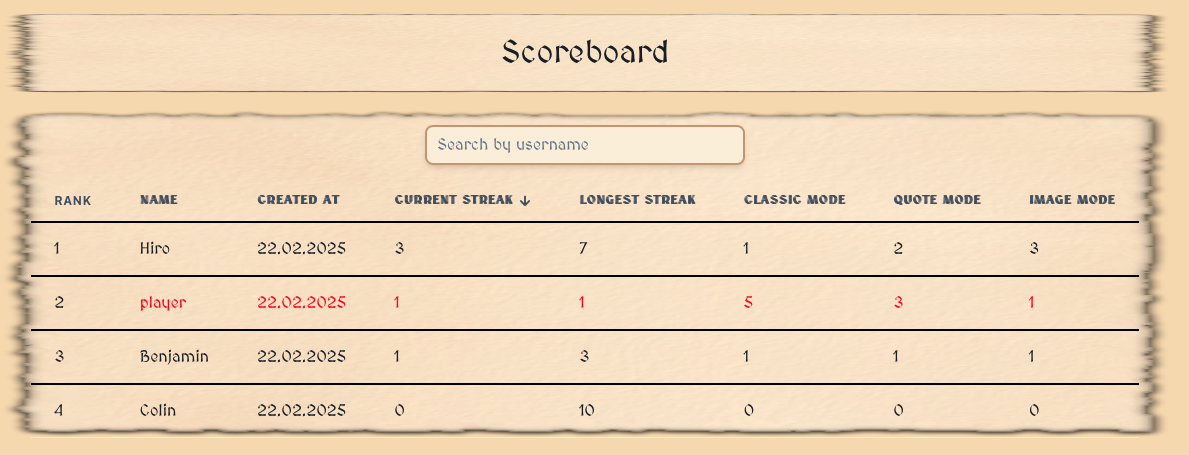 Scoreboard
Search by username
RANK NAME CREATED AT CURRENT STREAK ↓ LONGEST STREAK CLASSIC MODE QUOTE MODE IMAGE MODE
1 Hiro 22.02.2025 3 7 1 2 3
2 player 22.02.2025 1 1 5 3 1
3 Benjamin 22.02.2025 1 3 1 1 1
4 Colin 22.02.2025 0 10 0 0 0